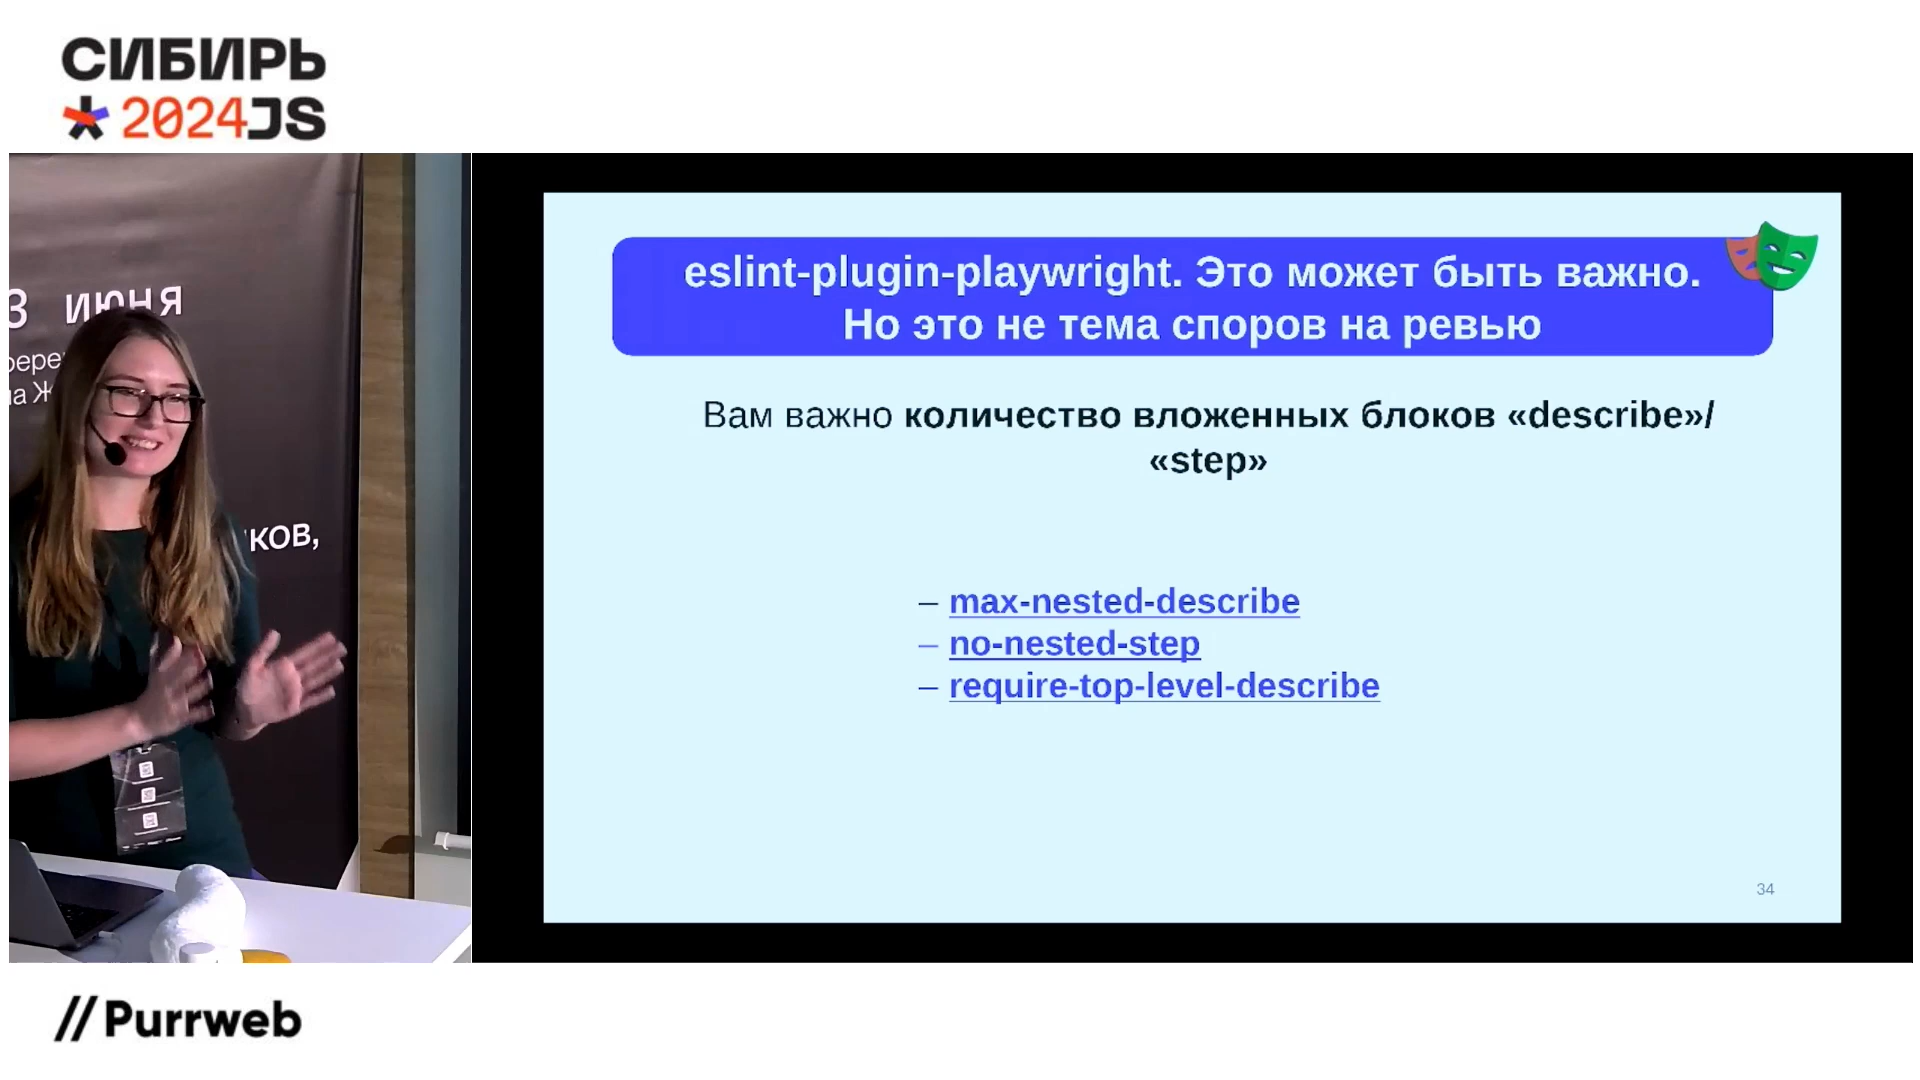 СИБИРЬ
2024JS
3 июня
на Ж
ков,
eslint-plugin-playwright. Это может быть важно.
Но это не тема споров на ревью
Вам важно количество вложенных блоков «describe»/
«step»
– max-nested-describe
– no-nested-step
– require-top-level-describe
34
//Purrweb